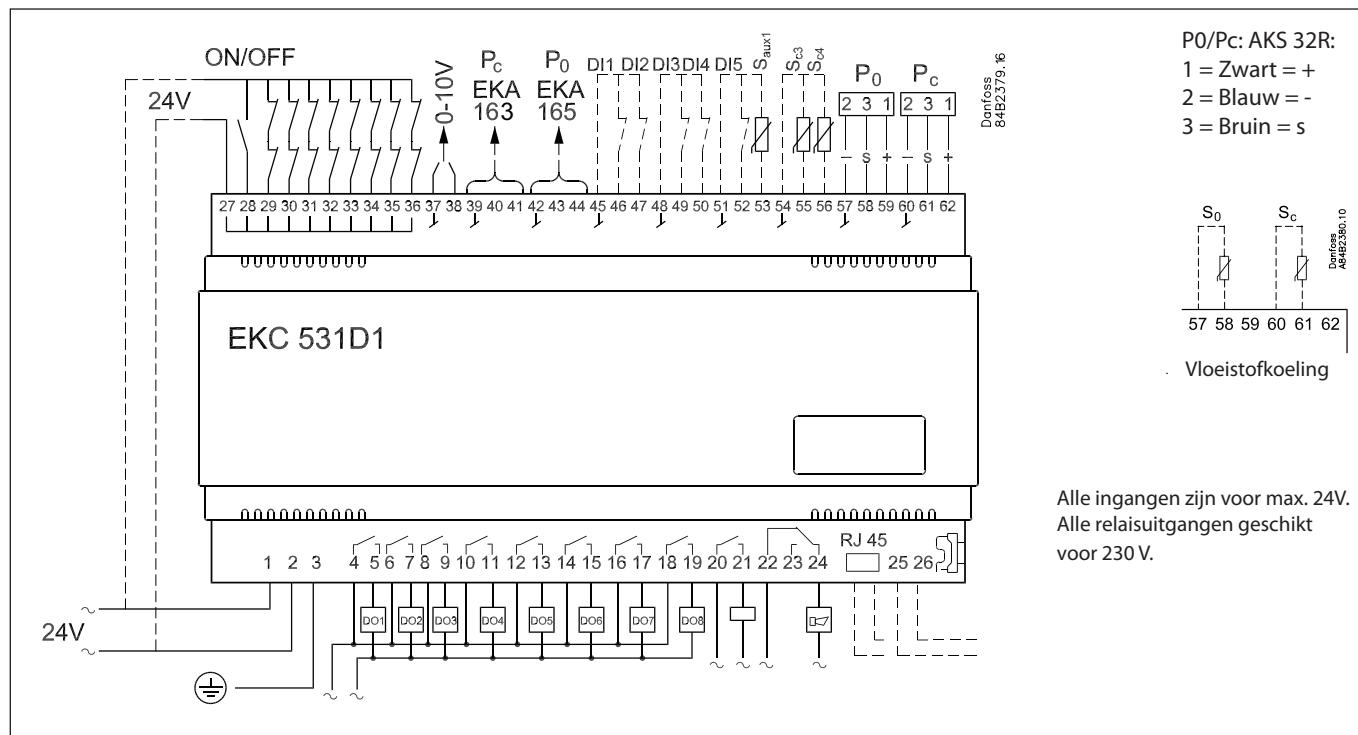 ON/OFF
24V
0-10V
Pc
EKA
163
P0
EKA
165
DI1 DI2 DI3 DI4 DI5
Saux1
Sc3
Sc4
P0
2 3 1
− s +
Pc
2 3 1
− s +
Danfoss
84B2379.16
27 28 29 30 31 32 33 34 35 36 37 38 39 40 41 42 43 44 45 46 47 48 49 50 51 52 53 54 55 56 57 58 59 60 61 62
EKC 531D1
RJ 45
1 2 3 4 5 6 7 8 9 10 11 12 13 14 15 16 17 18 19 20 21 22 23 24 25 26
DO1 DO2 DO3 DO4 DO5 DO6 DO7 DO8
24V
~
~
~ ~ ~ ~ ~ ~
P0/Pc: AKS 32R:
1 = Zwart = +
2 = Blauw = -
3 = Bruin = s
S0
Sc
Danfoss
A84B2380.10
57 58 59 60 61 62
Vloeistofkoeling
Alle ingangen zijn voor max. 24V.
Alle relaisuitgangen geschikt
voor 230 V.